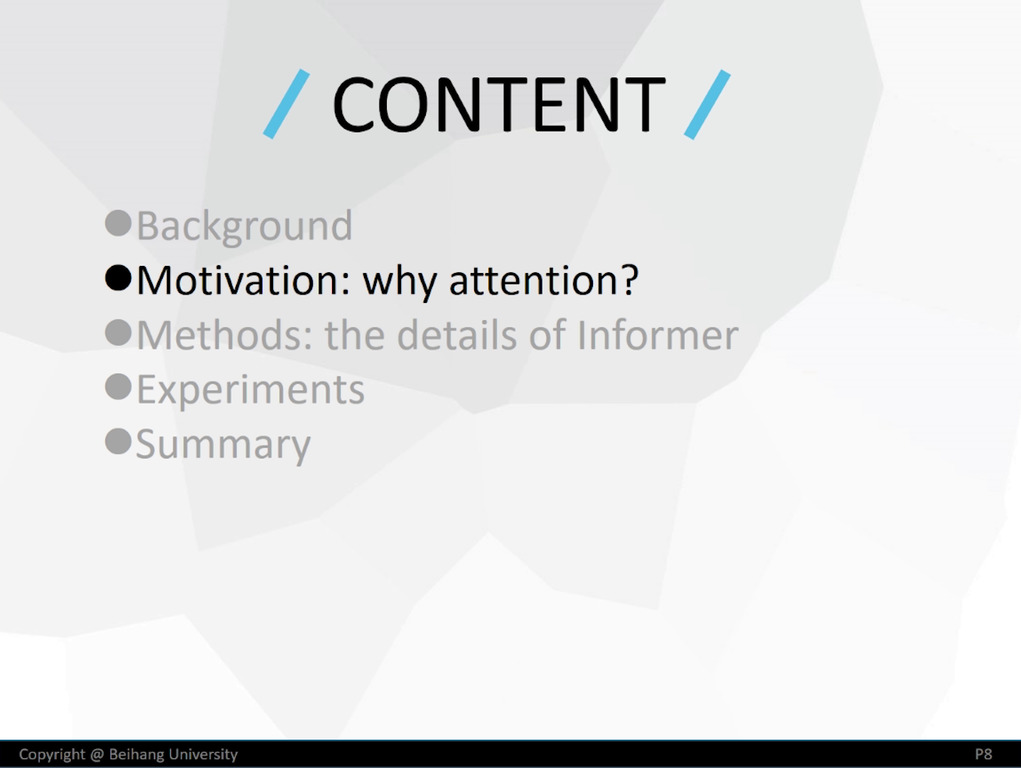 / CONTENT /
●Background
●Motivation: why attention?
●Methods: the details of Informer
●Experiments
●Summary
Copyright @ Beihang University
P8